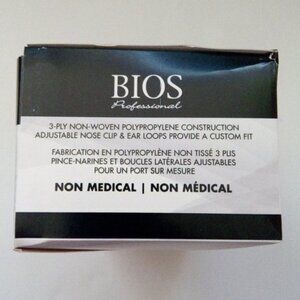 BIOS
Professional
3-PLY NON-WOVEN POLYPROPYLENE CONSTRUCTION
ADJUSTABLE NOSE CLIP & EAR LOOPS PROVIDE A CUSTOM FIT
FABRICATION EN POLYPROPYLÈNE NON TISSÉ 3 PLIS
PINCE-NARINES ET BOUCLES LATÉRALES AJUSTABLES
POUR UN PORT SUR MESURE
NON MEDICAL | NON MÉDICAL